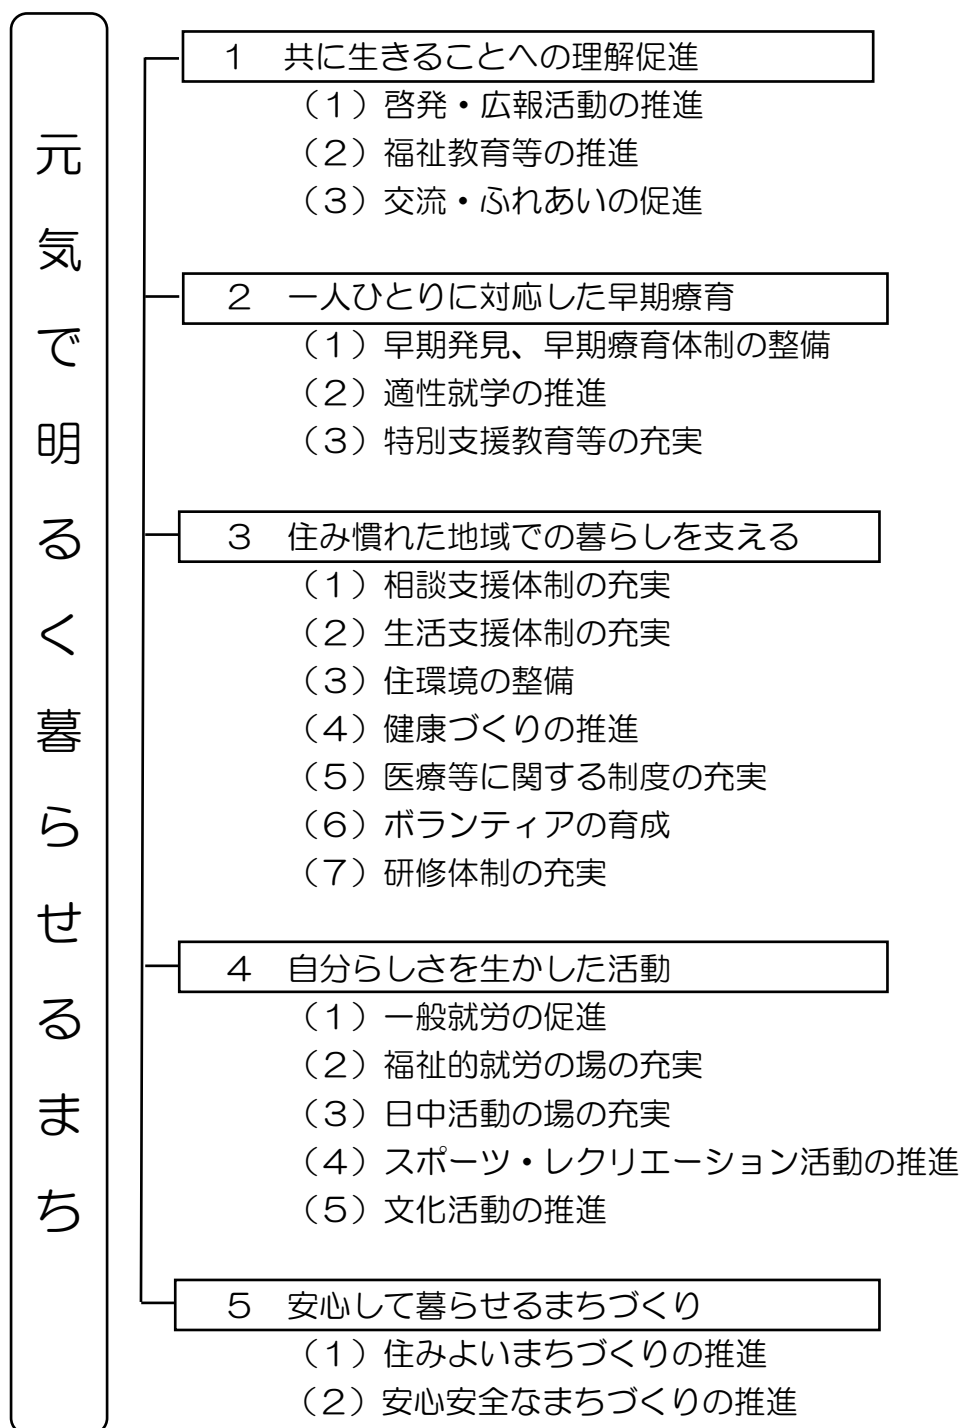 元気で明るく暮らせるまち
1 共に生きることへの理解促進
(1)啓発・広報活動の推進
(2)福祉教育等の推進
(3)交流・ふれあいの促進
2 一人ひとりに対応した早期療育
(1)早期発見、早期療育体制の整備
(2)適性就学の推進
(3)特別支援教育等の充実
3 住み慣れた地域での暮らしを支える
(1)相談支援体制の充実
(2)生活支援体制の充実
(3)住環境の整備
(4)健康づくりの推進
(5)医療等に関する制度の充実
(6)ボランティアの育成
(7)研修体制の充実
4 自分らしさを生かした活動
(1)一般就労の促進
(2)福祉的就労の場の充実
(3)日中活動の場の充実
(4)スポーツ・レクリエーション活動の推進
(5)文化活動の推進
5 安心して暮らせるまちづくり
(1)住みよいまちづくりの推進
(2)安心安全なまちづくりの推進